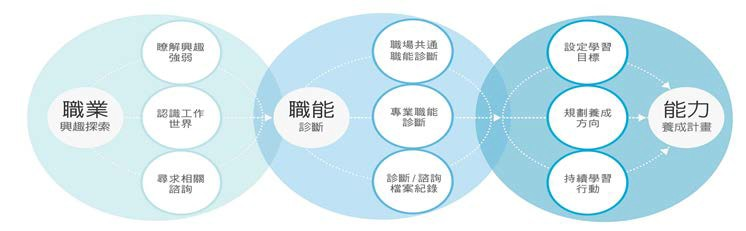 職業
興趣探索
瞭解興趣
強弱
認識工作
世界
尋求相關
諮詢
職能
診斷
職場共通
職能診斷
專業職能
診斷
診斷/諮詢
檔案紀錄
設定學習
目標
規劃養成
方向
持續學習
行動
能力
養成計畫